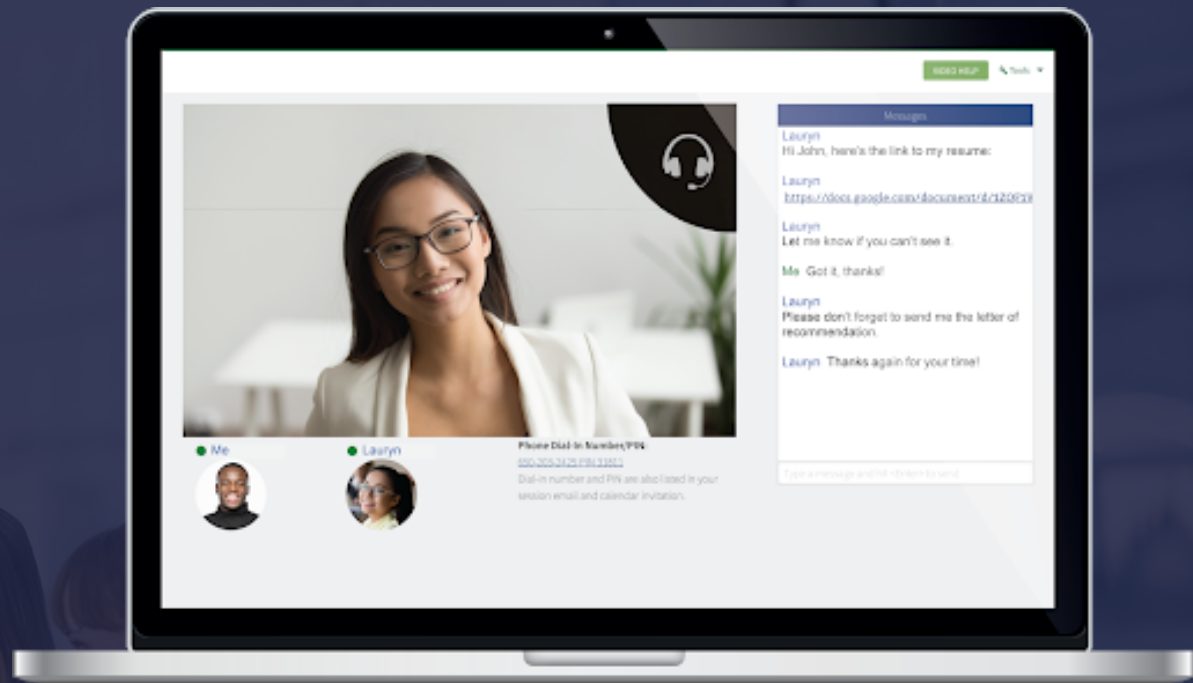 VIDEO HELP
Tools
Messages
Lauryn
Hi John, here's the link to my resume:
Lauryn
https://docs.google.com/document/d/
Lauryn
Let me know if you can't see it.
Me Got it, thanks!
Lauryn
Please don't forget to send me the letter of
recommendation.
Lauryn Thanks again for your time!
Type a message and hit <Enter> to send
Me
Lauryn
Phone Dial-In Number/PIN:
Dial-in number and PIN are also listed in your
session email and calendar invitation.